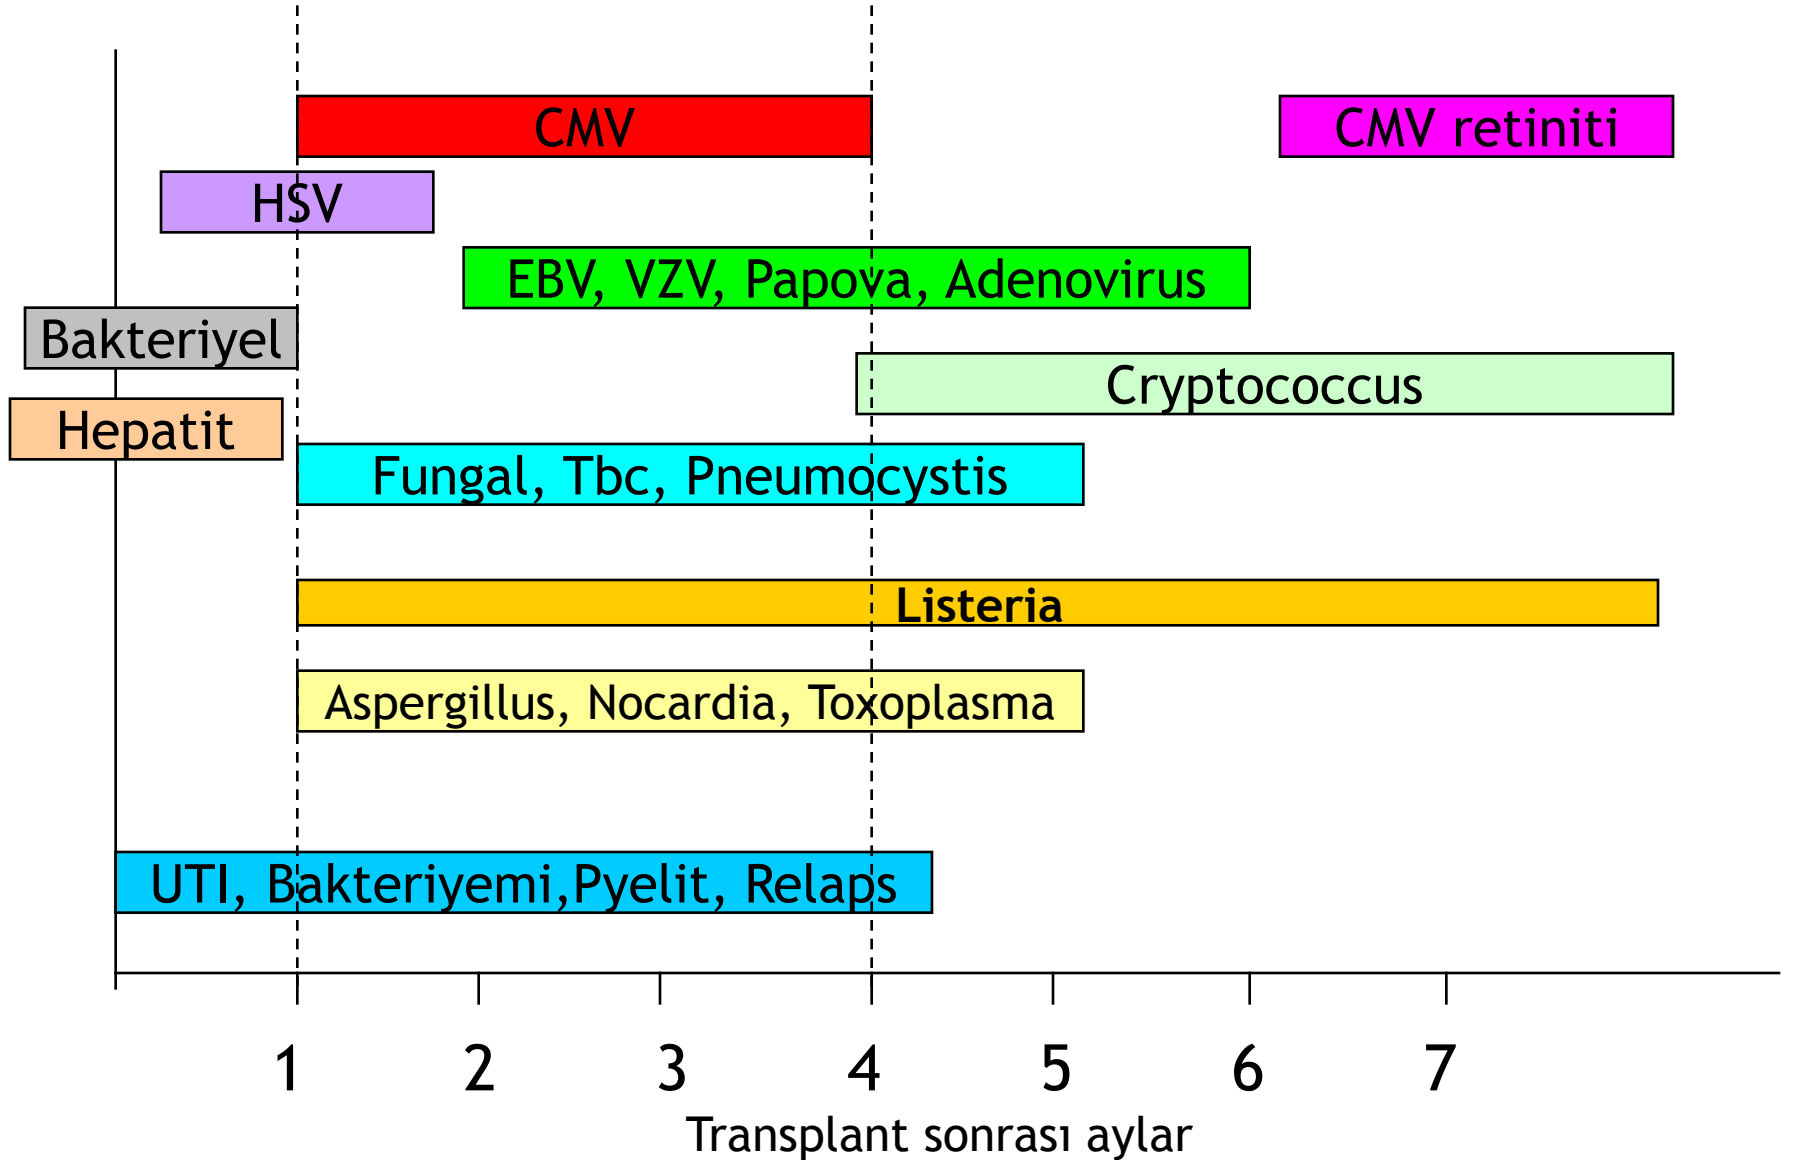 CMV
CMV retiniti
HSV
EBV, VZV, Papova, Adenovirus
Bakteriyel
Cryptococcus
Hepatit
Fungal, Tbc, Pneumocystis
Listeria
Aspergillus, Nocardia, Toxoplasma
UTI, Bakteriyemi,Pyelit, Relaps
1 2 3 4 5 6 7
Transplant sonrası aylar